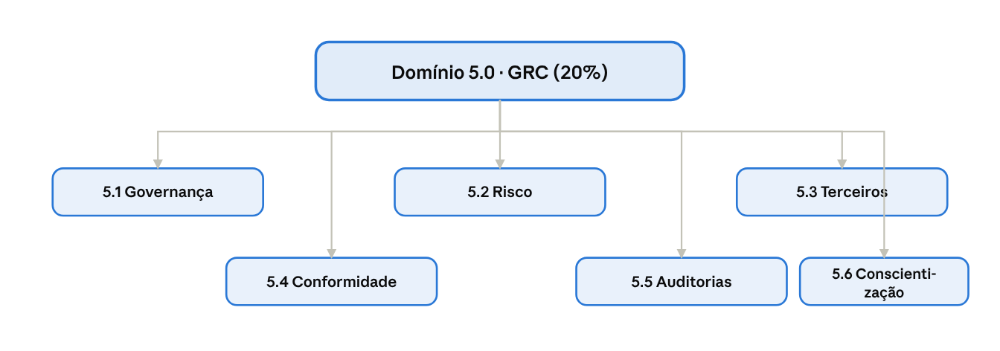 Domínio 5.0 · GRC (20%)
5.1 Governança
5.2 Risco
5.3 Terceiros
5.4 Conformidade
5.5 Auditorias
5.6 Conscienti-
zação